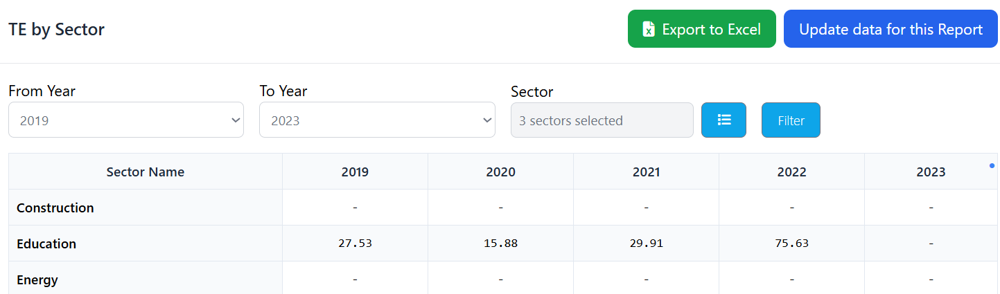 TE by Sector
Export to Excel
Update data for this Report
From Year
To Year
Sector
2019
2023
3 sectors selected
Filter
Sector Name 2019 2020 2021 2022 2023
Construction - - - - -
Education 27.53 15.88 29.91 75.63 -
Energy - - - - -